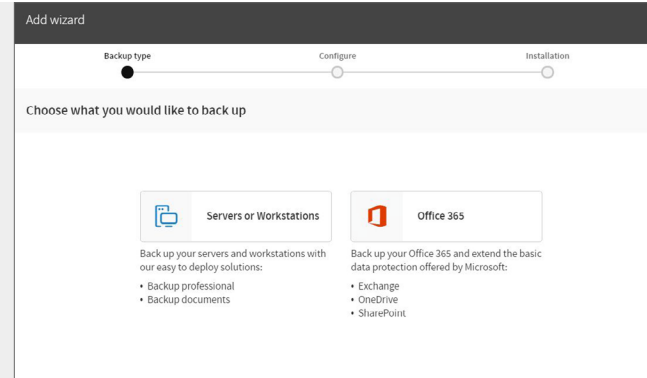 Add wizard
Backup type
Configure
Installation
Choose what you would like to back up
Servers or Workstations
Office 365
Back up your servers and workstations with
our easy to deploy solutions:
• Backup professional
• Backup documents
Back up your Office 365 and extend the basic
data protection offered by Microsoft:
• Exchange
• OneDrive
• SharePoint